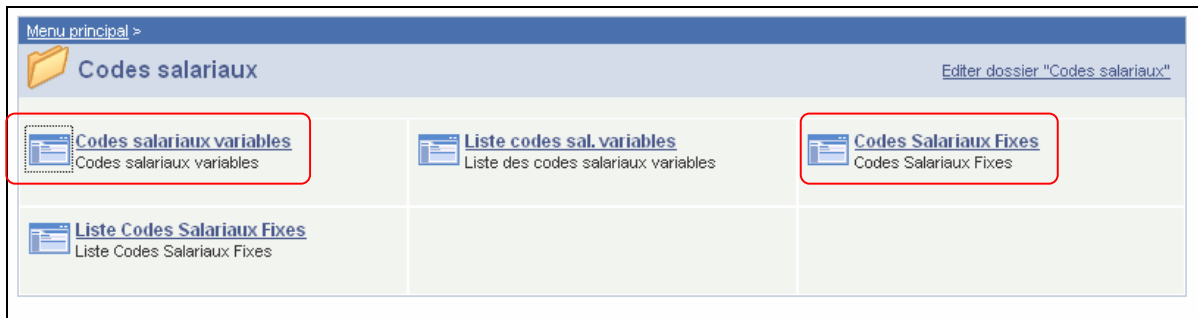 Menu principal >
Codes salariaux
Editer dossier "Codes salariaux"
Codes salariaux variables
Codes salariaux variables
Liste codes sal. variables
Liste des codes salariaux variables
Codes Salariaux Fixes
Codes Salariaux Fixes
Liste Codes Salariaux Fixes
Liste Codes Salariaux Fixes